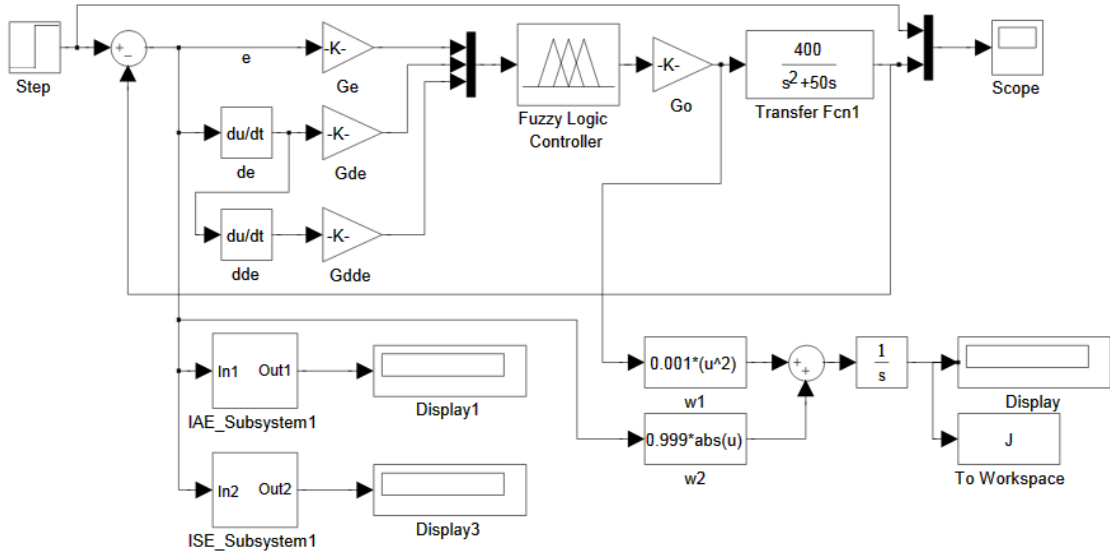 Step
+
−
e
-K-
Ge
du/dt
de
-K-
Gde
du/dt
dde
-K-
Gdde
Fuzzy Logic
Controller
-K-
Go
400
s²+50s
Transfer Fcn1
Scope
In1
Out1
IAE_Subsystem1
Display1
In2
Out2
ISE_Subsystem1
Display3
0.001*(u^2)
w1
0.999*abs(u)
w2
+
+
1
s
Display
J
To Workspace